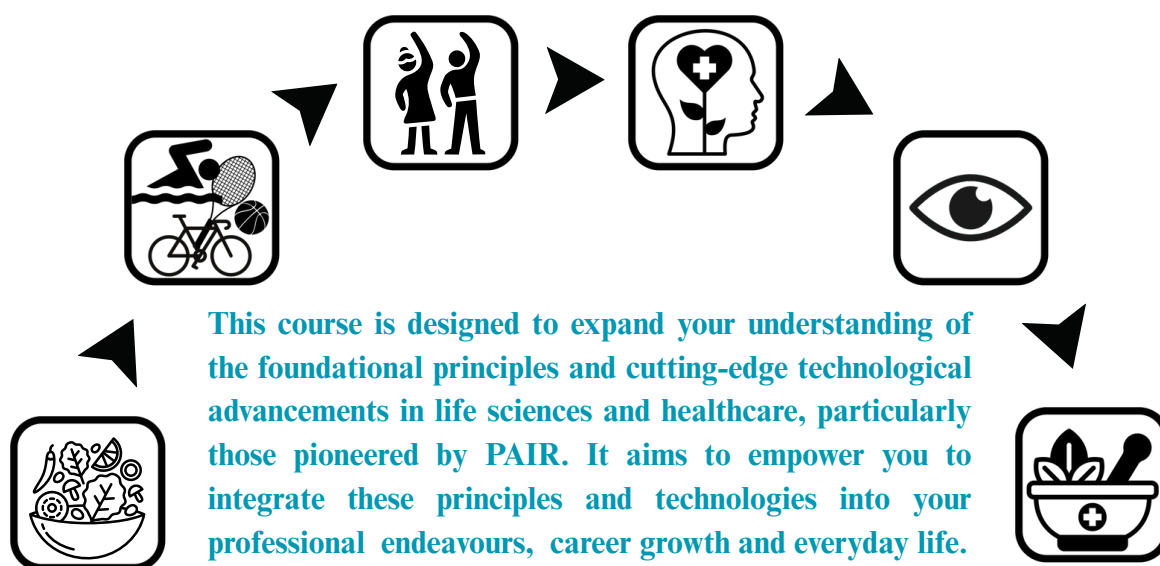 This course is designed to expand your understanding of
the foundational principles and cutting-edge technological
advancements in life sciences and healthcare, particularly
those pioneered by PAIR. It aims to empower you to
integrate these principles and technologies into your
professional endeavours, career growth and everyday life.